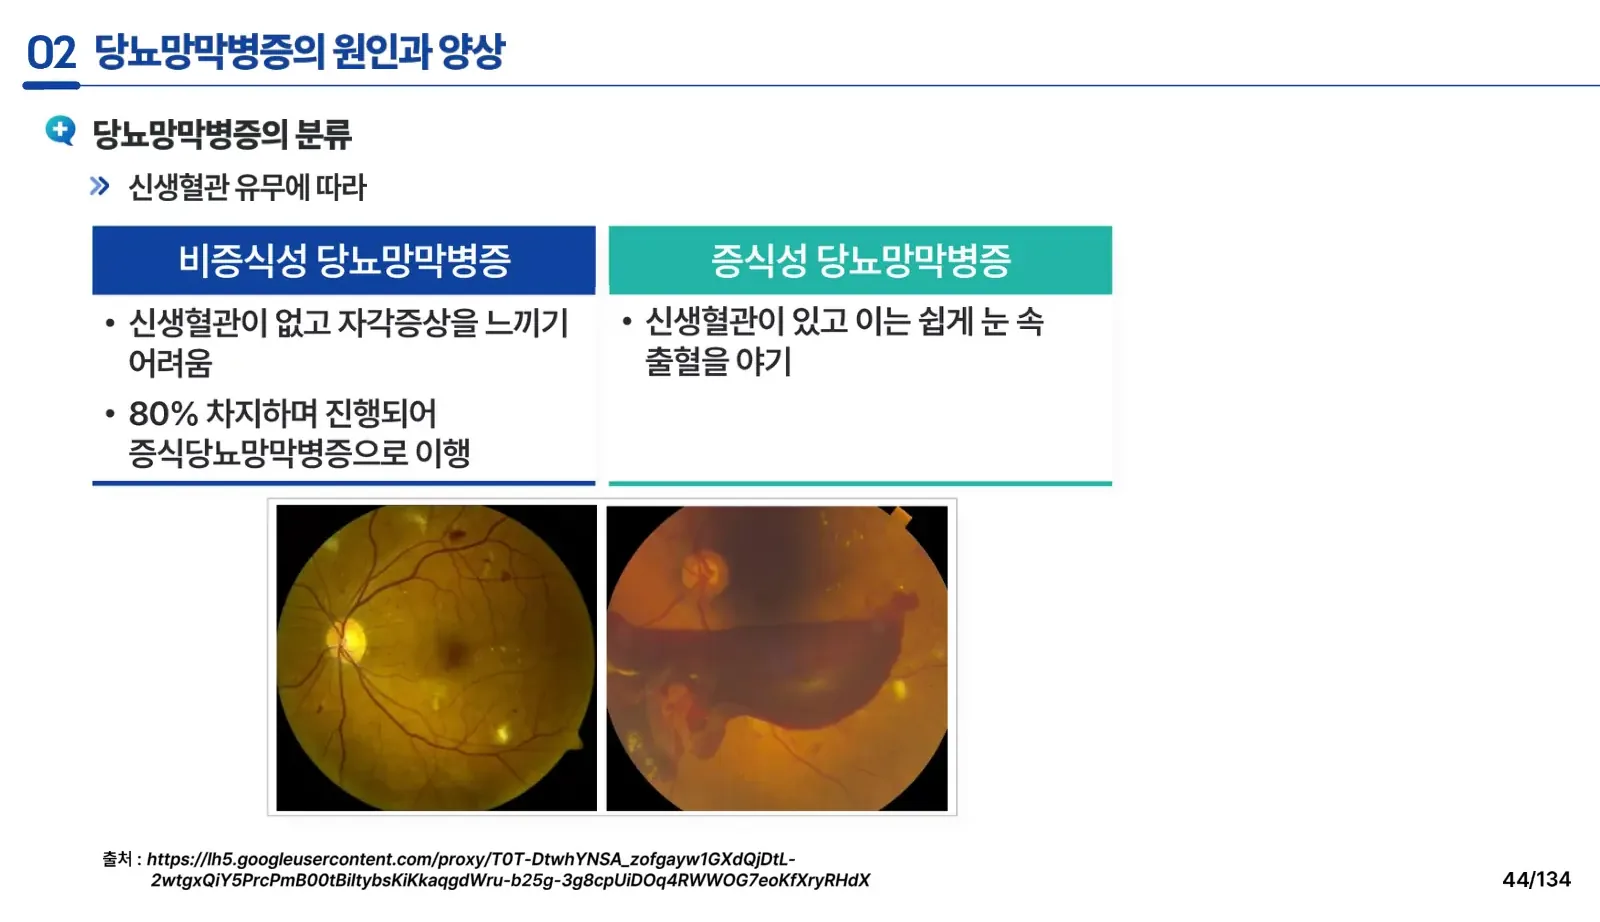 02 당뇨망막병증의 원인과 양상
당뇨망막병증의 분류
신생혈관 유무에 따라
비증식성 당뇨망막병증
• 신생혈관이 없고 자각증상을 느끼기
어려움
• 80% 차지하며 진행되어
증식당뇨망막병증으로 이행
증식성 당뇨망막병증
• 신생혈관이 있고 이는 쉽게 눈 속
출혈을 야기
출처 : https://lh5.googleusercontent.com/proxy/T0T-DtwhYNSA_zofgayw1GXdQjDtL-
2wtgxQiY5PrcPmB00tBiltybsKiKkaqgdWru-b25g-3g8cpUiDOq4RWWOG7eoKfXryRHdX
44/134